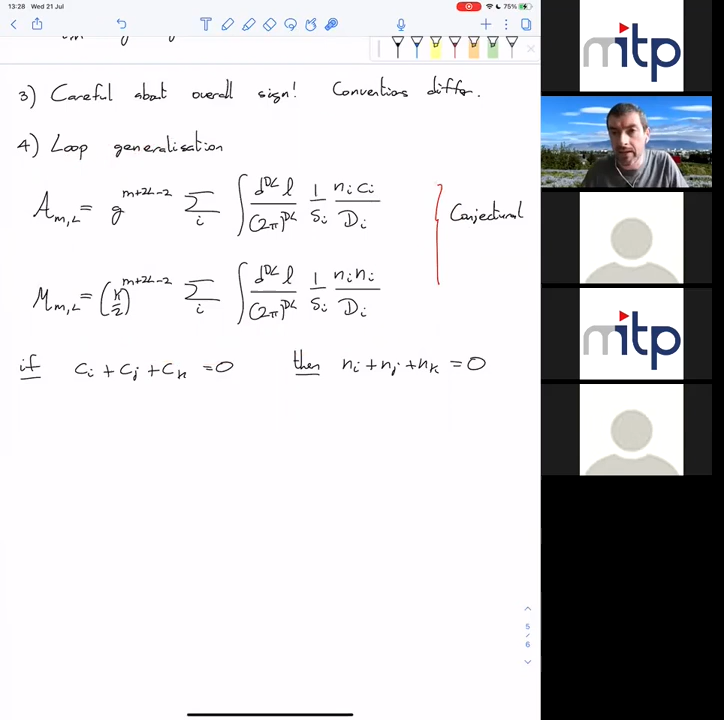 13:28 Wed 21 Jul
75%
3) Careful about overall sign! Conventions differ.
4) Loop generalisation
A_{m,L} = g^{m+2L-2} Σ_i ∫ d^{DL}l/(2π)^{DL} 1/S_i n_i c_i/D_i
Conjectural
M_{m,L} = (κ/2)^{m+2L-2} Σ_i ∫ d^{DL}l/(2π)^{DL} 1/S_i n_i n_i/D_i
if c_i + c_j + c_k = 0 then n_i + n_j + n_k = 0
5
/
6
mitp
mitp